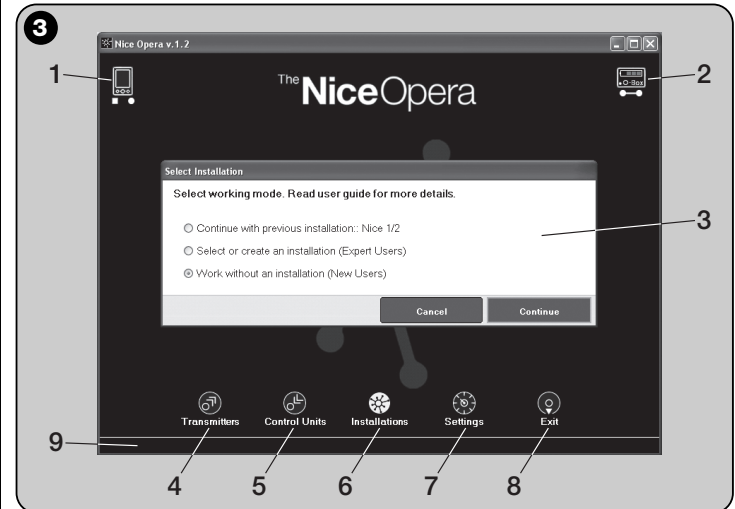 3
Nice Opera v.1.2
1
2
O-Box
The NiceOpera
Select Installation
Select working mode. Read user guide for more details.
Continue with previous installation:: Nice 1/2
3
Select or create an installation (Expert Users)
Work without an installation (New Users)
Cancel Continue
Transmitters Control Units Installations Settings Exit
9
4 5 6 7 8